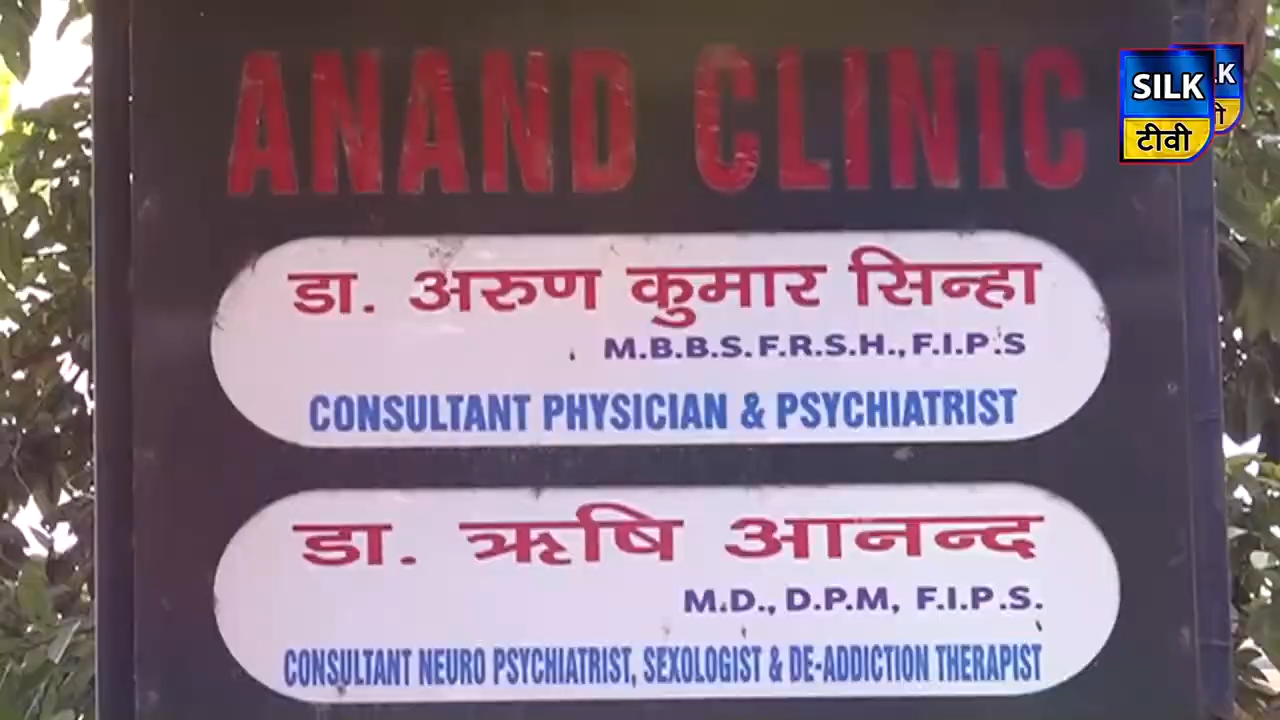 ANAND CLINIC
SILK
टीवी
डा. अरुण कुमार सिन्हा
M.B.B.S. F.R.S.H., F.I.P.S
CONSULTANT PHYSICIAN & PSYCHIATRIST
डा. ऋषि आनन्द
M.D., D.P.M, F.I.P.S.
CONSULTANT NEURO PSYCHIATRIST, SEXOLOGIST & DE-ADDICTION THERAPIST